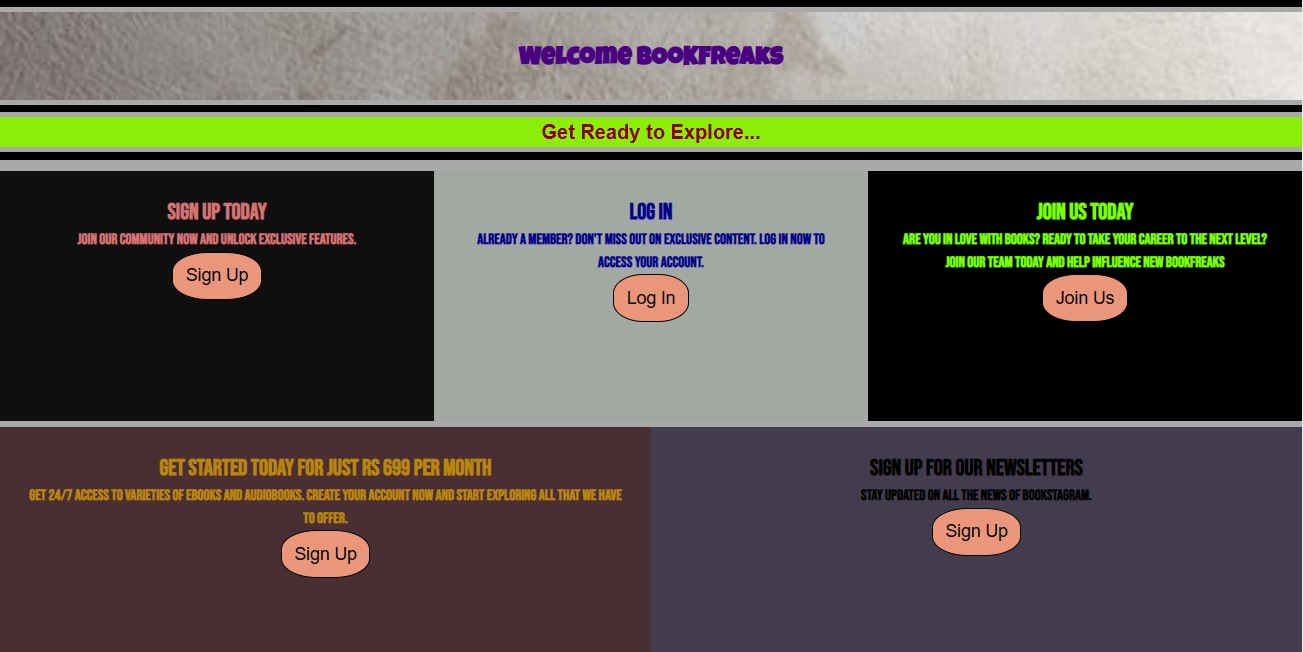 Welcome BookFreaks
Get Ready to Explore...
SIGN UP TODAY
JOIN OUR COMMUNITY NOW AND UNLOCK EXCLUSIVE FEATURES.
Sign Up
LOG IN
ALREADY A MEMBER? DON'T MISS OUT ON EXCLUSIVE CONTENT. LOG IN NOW TO
ACCESS YOUR ACCOUNT.
Log In
JOIN US TODAY
ARE YOU IN LOVE WITH BOOKS? READY TO TAKE YOUR CAREER TO THE NEXT LEVEL?
JOIN OUR TEAM TODAY AND HELP INFLUENCE NEW BOOKFREAKS
Join Us
GET STARTED TODAY FOR JUST RS 699 PER MONTH
GET 24/7 ACCESS TO VARIETIES OF EBOOKS AND AUDIOBOOKS. CREATE YOUR ACCOUNT NOW AND START EXPLORING ALL THAT WE HAVE
TO OFFER.
Sign Up
SIGN UP FOR OUR NEWSLETTERS
STAY UPDATED ON ALL THE NEWS OF BOOKSTAGRAM.
Sign Up